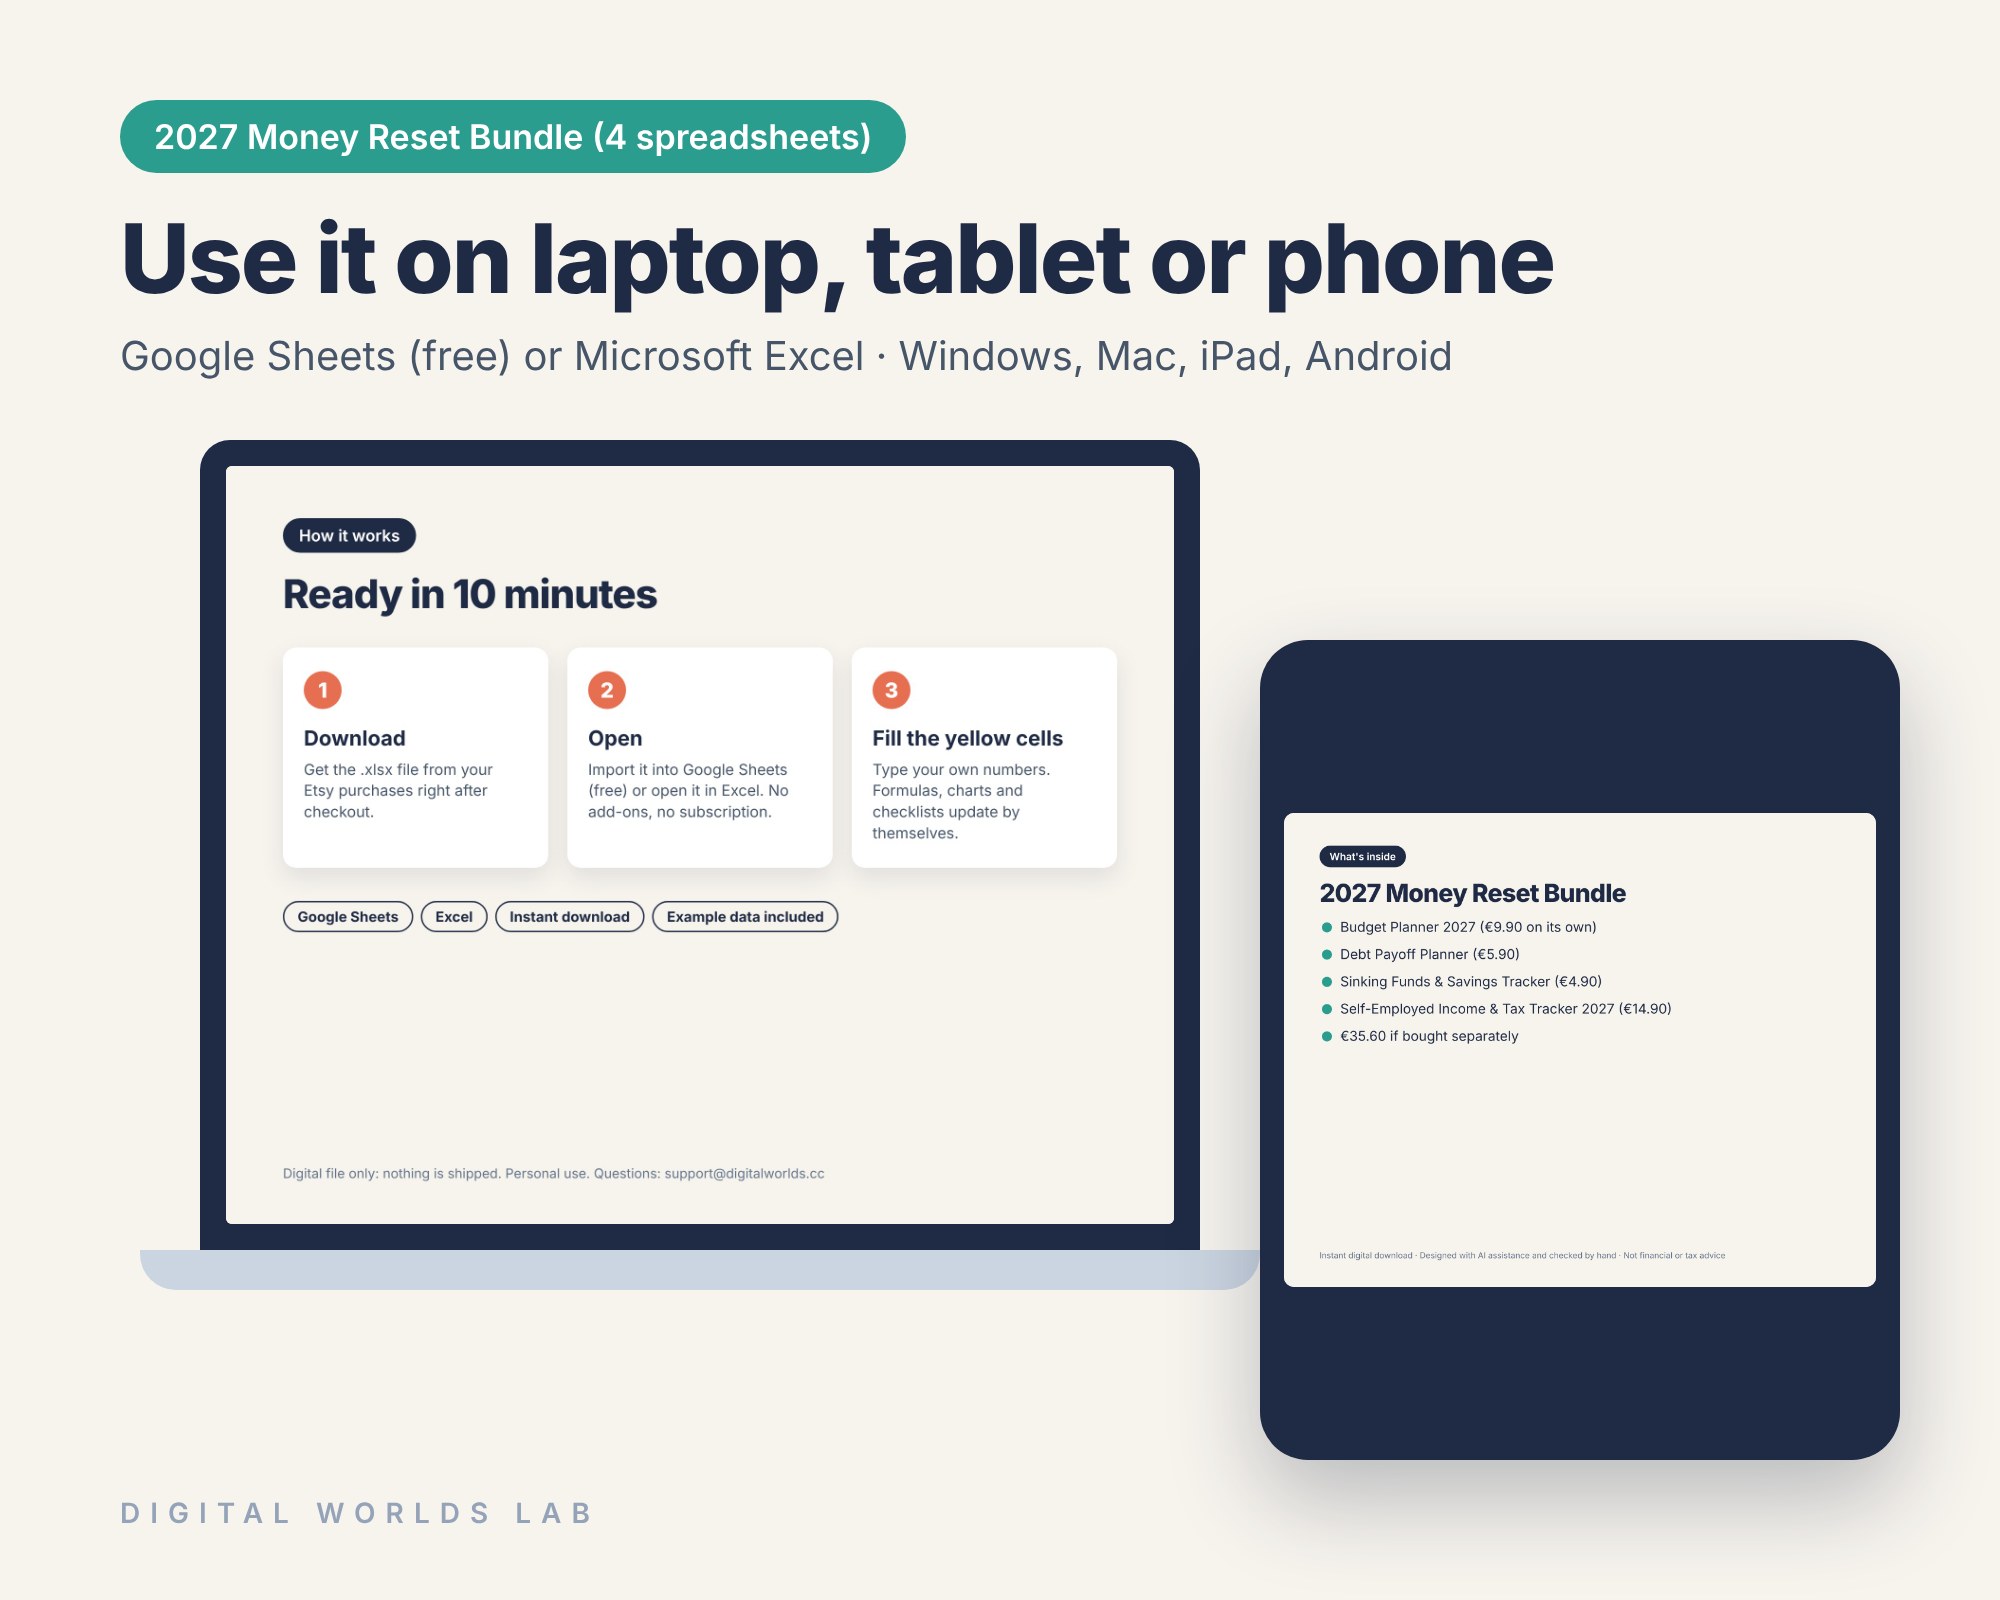 2027 Money Reset Bundle (4 spreadsheets)
Use it on laptop, tablet or phone
Google Sheets (free) or Microsoft Excel · Windows, Mac, iPad, Android
How it works
Ready in 10 minutes
1
Download
Get the .xlsx file from your
Etsy purchases right after
checkout.
2
Open
Import it into Google Sheets
(free) or open it in Excel. No
add-ons, no subscription.
3
Fill the yellow cells
Type your own numbers.
Formulas, charts and
checklists update by
themselves.
Google Sheets
Excel
Instant download
Example data included
Digital file only: nothing is shipped. Personal use. Questions: support@digitalworlds.cc
What's inside
2027 Money Reset Bundle
Budget Planner 2027 (€9.90 on its own)
Debt Payoff Planner (€5.90)
Sinking Funds & Savings Tracker (€4.90)
Self-Employed Income & Tax Tracker 2027 (€14.90)
€35.60 if bought separately
Instant digital download · Designed with AI assistance and checked by hand · Not financial or tax advice
DIGITAL WORLDS LAB